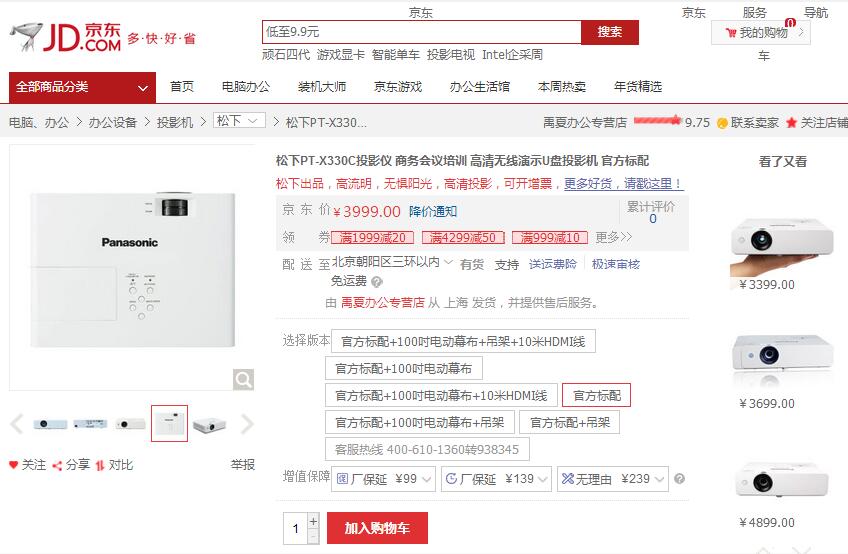 京东
京东 服务 导航
JD 京东
.COM 多·快·好·省
低至9.9元 搜索
0
我的购物车
顽石四代 游戏显卡 智能单车 投影电视 Intel企采周
全部商品分类 首页 电脑办公 装机大师 京东游戏 办公生活馆 本周热卖 年货精选
电脑、办公 > 办公设备 > 投影机 > 松下 > 松下PT-X330...
禹夏办公专营店 9.75 联系卖家 关注店铺
Panasonic
松下PT-X330C投影仪 商务会议培训 高清无线演示U盘投影机 官方标配
松下出品，高流明，无惧阳光，高清投影，可开增票，更多好货，请戳这里！
京东价 ￥3999.00 降价通知
累计评价
0
领券 满1999减20 满4299减50 满999减10 更多>>
配送至 北京朝阳区三环以内 有货 支持 送运费险 极速审核
免运费
由 禹夏办公专营店 从 上海 发货，并提供售后服务。
选择版本 官方标配+100吋电动幕布+吊架+10米HDMI线
官方标配+100吋电动幕布
官方标配+100吋电动幕布+10米HDMI线 官方标配
官方标配+100吋电动幕布+吊架 官方标配+吊架
客服热线 400-610-1360转938345
增值保障 厂保延 ¥99 厂保延 ¥139 无理由 ¥239
1 + - 加入购物车
关注 分享 对比 举报
看了又看
￥3399.00
￥3699.00
￥4899.00